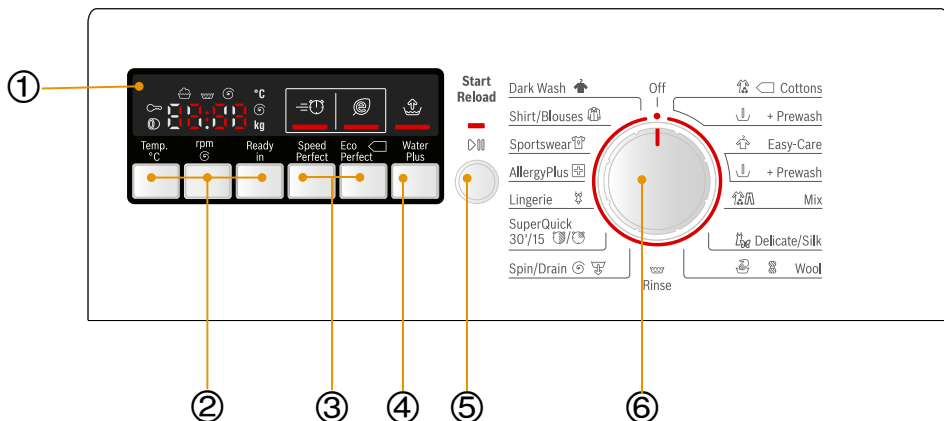 ①
°C
88:88
kg
Temp.
°C
rpm
Ready
in
Speed
Perfect
Eco
Perfect
Water
Plus
Start
Reload
Off
Dark Wash
Shirt/Blouses
Sportswear
AllergyPlus
Lingerie
SuperQuick
30'/15
Spin/Drain
Rinse
Cottons
+ Prewash
Easy-Care
+ Prewash
Mix
Delicate/Silk
Wool
②
③
④
⑤
⑥